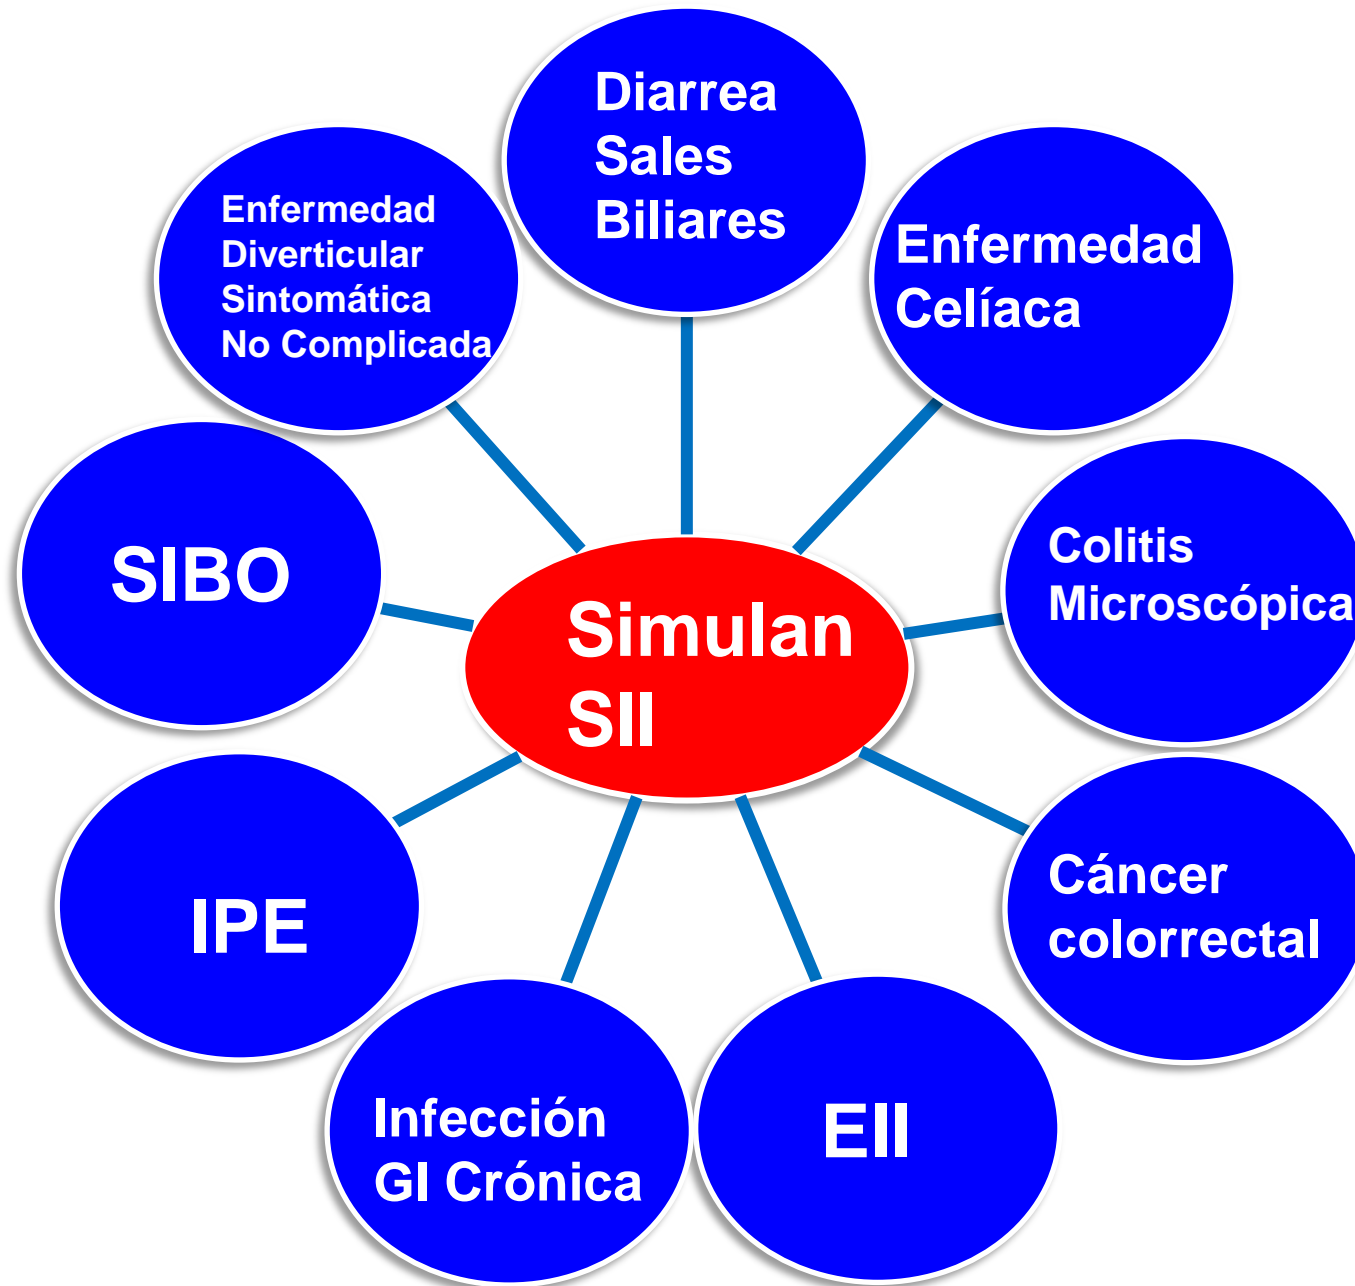 Diarrea
Sales
Biliares
Enfermedad
Diverticular
Sintomática
No Complicada
Enfermedad
Celíaca
SIBO
Colitis
Microscópica
Simulan
SII
IPE
Cáncer
colorrectal
Infección
GI Crónica
EII